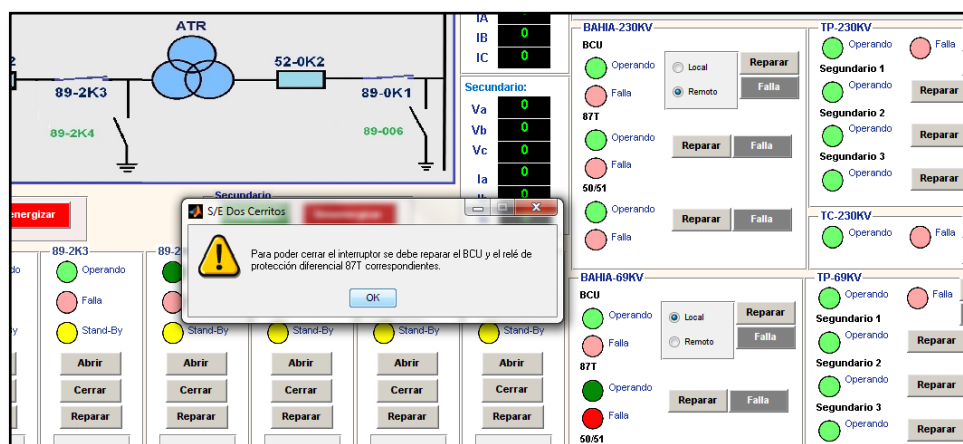 ATR
52-0K2
89-2K3
89-0K1
89-2K4
89-006
IA
0
IB
0
IC
0
Secundario:
Va
0
Vb
0
Vc
0
Ia
0
Ib
0
energizar
Secundario
S/E Dos Cerritos
Para poder cerrar el interruptor se debe reparar el BCU y el relé de
protección diferencial 87T correspondientes.
OK
89-2K3
Operando
Falla
Stand-By
Stand-By
Stand-By
Stand-By
Stand-By
Abrir
Abrir
Abrir
Abrir
Abrir
Cerrar
Cerrar
Cerrar
Cerrar
Cerrar
Reparar
Reparar
Reparar
Reparar
Reparar
BAHIA-230KV
BCU
Operando
Falla
Local
Remoto
Reparar
Falla
87T
Operando
Falla
Reparar
Falla
50/51
Operando
Falla
Reparar
Falla
BAHIA-69KV
BCU
Operando
Falla
Local
Remoto
Reparar
Falla
87T
Operando
Falla
Reparar
Falla
50/51
TP-230KV
Operando
Falla
Segundario 1
Operando
Reparar
Segundario 2
Operando
Reparar
Segundario 3
Operando
Reparar
TC-230KV
Operando
Falla
TP-69KV
Operando
Falla
Segundario 1
Operando
Reparar
Segundario 2
Operando
Reparar
Segundario 3
Operando
Reparar